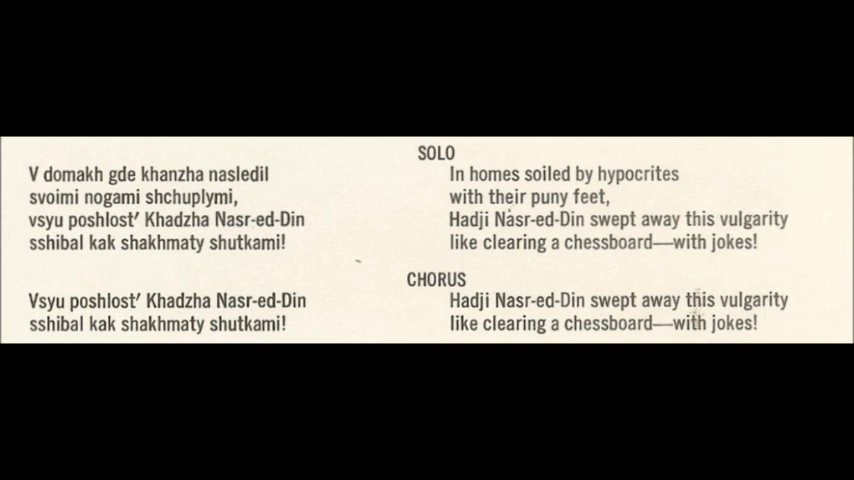 SOLO
V domakh gde khanzha nasledil
svoimi nogami shchuplymi,
vsyu poshlost' Khadzha Nasr-ed-Din
sshibal kak shakhmaty shutkami!
In homes soiled by hypocrites
with their puny feet,
Hadji Nasr-ed-Din swept away this vulgarity
like clearing a chessboard—with jokes!
CHORUS
Vsyu poshlost' Khadzha Nasr-ed-Din
sshibal kak shakhmaty shutkami!
Hadji Nasr-ed-Din swept away this vulgarity
like clearing a chessboard—with jokes!